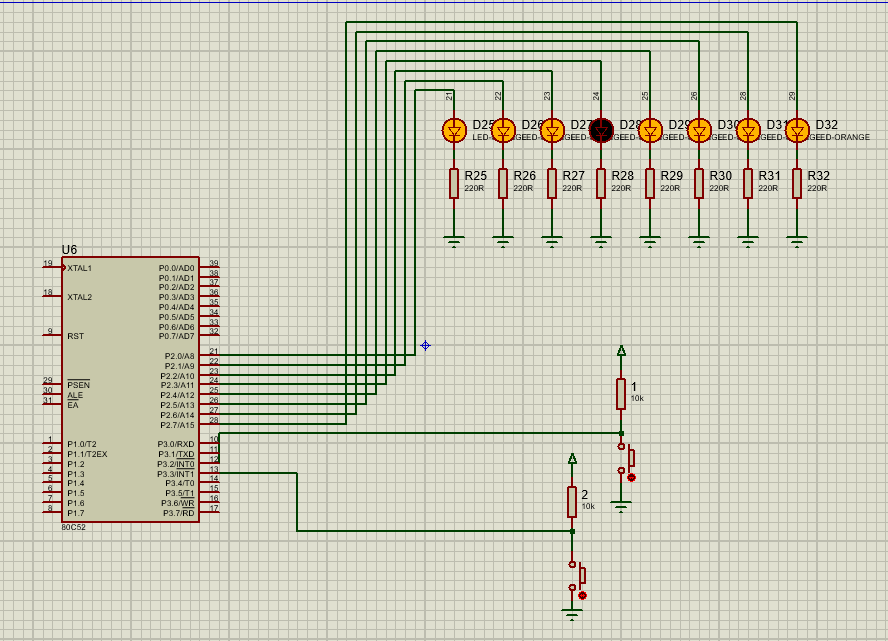 21 22 23 24 25 26 28 29
D25 D26 D27 D28 D29 D30 D31 D32
LED-ORANGE
R25 R26 R27 R28 R29 R30 R31 R32
220R 220R 220R 220R 220R 220R 220R 220R
U6
19 XTAL1 P0.0/AD0 39
P0.1/AD1 38
P0.2/AD2 37
18 XTAL2 P0.3/AD3 36
P0.4/AD4 35
P0.5/AD5 34
P0.6/AD6 33
9 RST P0.7/AD7 32
P2.0/A8 21
P2.1/A9 22
P2.2/A10 23
29 PSEN P2.3/A11 24
30 ALE P2.4/A12 25
31 EA P2.5/A13 26
P2.6/A14 27
P2.7/A15 28
1 P1.0/T2 P3.0/RXD 10
2 P1.1/T2EX P3.1/TXD 11
3 P1.2 P3.2/INT0 12
4 P1.3 P3.3/INT1 13
5 P1.4 P3.4/T0 14
6 P1.5 P3.5/T1 15
7 P1.6 P3.6/WR 16
8 P1.7 P3.7/RD 17
80C52
1
10k
2
10k